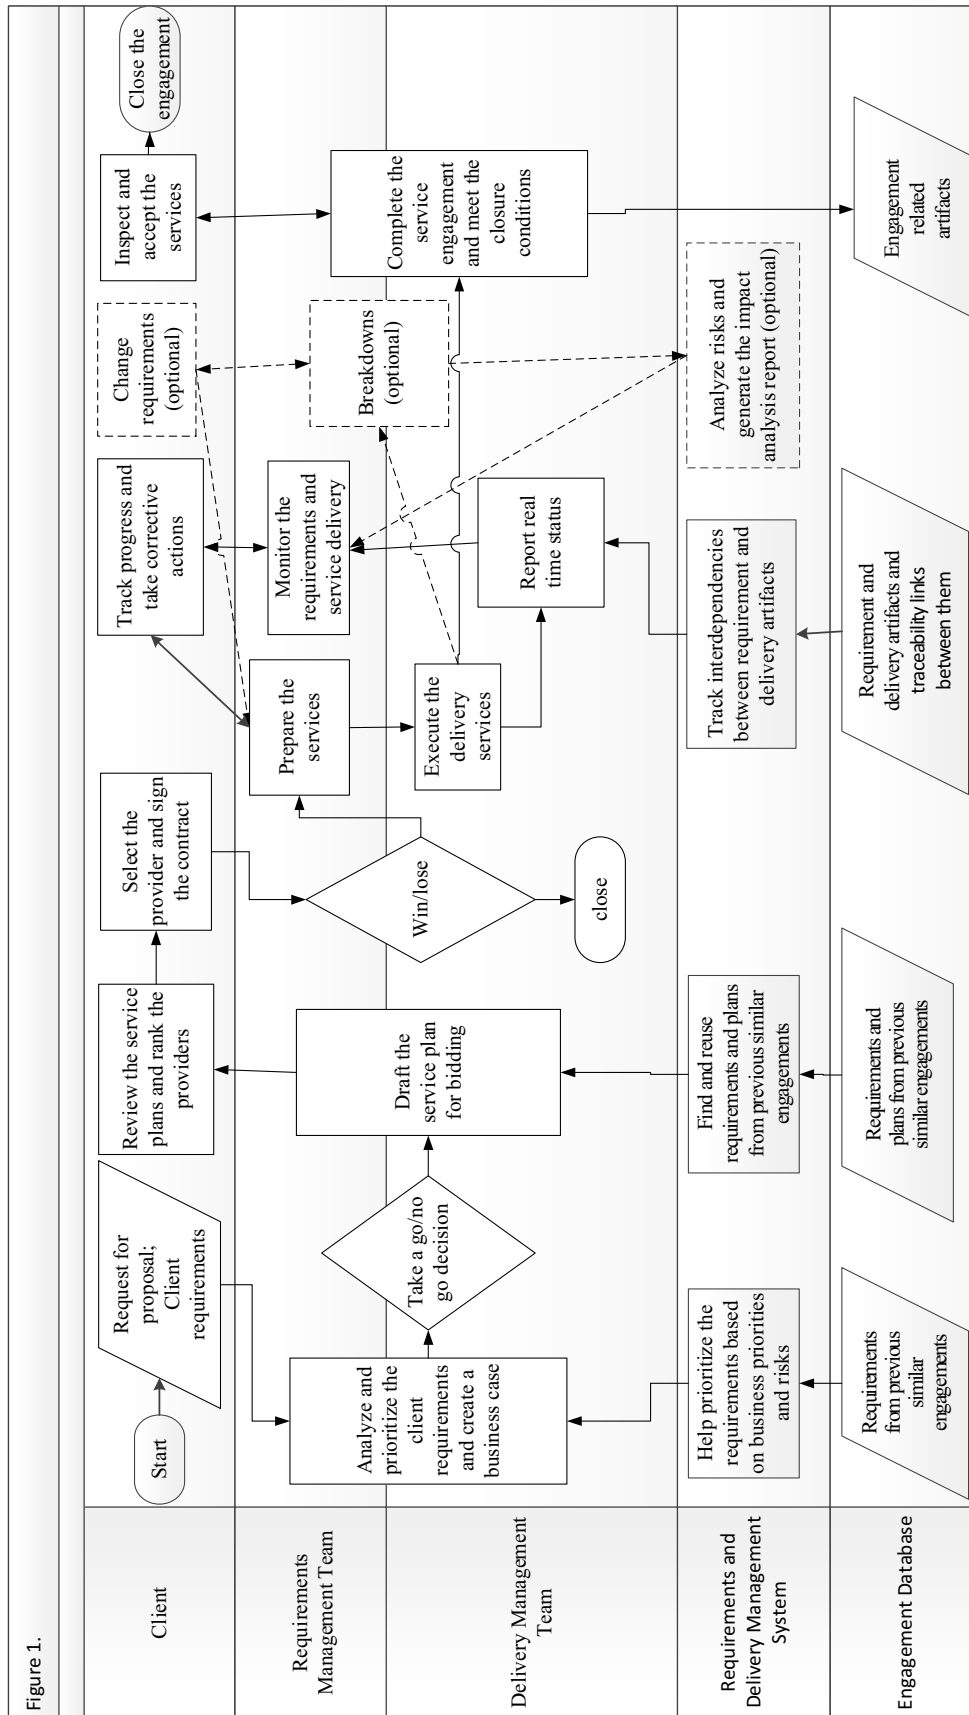 Figure 1.
Client
Start
Request for
proposal;
Client
requirements
Review the service
plans and rank the
providers
Select the
provider and sign
the contract
Track progress and
take corrective
actions
Change
requirements
(optional)
Inspect and
accept the
services
Close the
engagement
Requirements
Management Team
Analyze and
prioritize the
client
requirements
and create a
business case
Take a go/no
go decision
Draft the
service plan
for bidding
Win/lose
Prepare the
services
Monitor the
requirements and
service delivery
Breakdowns
(optional)
Complete the
service
engagement
and meet the
closure
conditions
Delivery Management
Team
close
Execute the
delivery
services
Report real
time status
Requirements and
Delivery Management
System
Help prioritize the
requirements based
on business priorities
and risks
Find and reuse
requirements and plans
from previous similar
engagements
Track interdependencies
between requirement and
delivery artifacts
Analyze risks and
generate the impact
analysis report (optional)
Engagement Database
Requirements
from previous
similar
engagements
Requirements and
plans from previous
similar engagements
Requirement and
delivery artifacts and
traceability links
between them
Engagement
related
artifacts